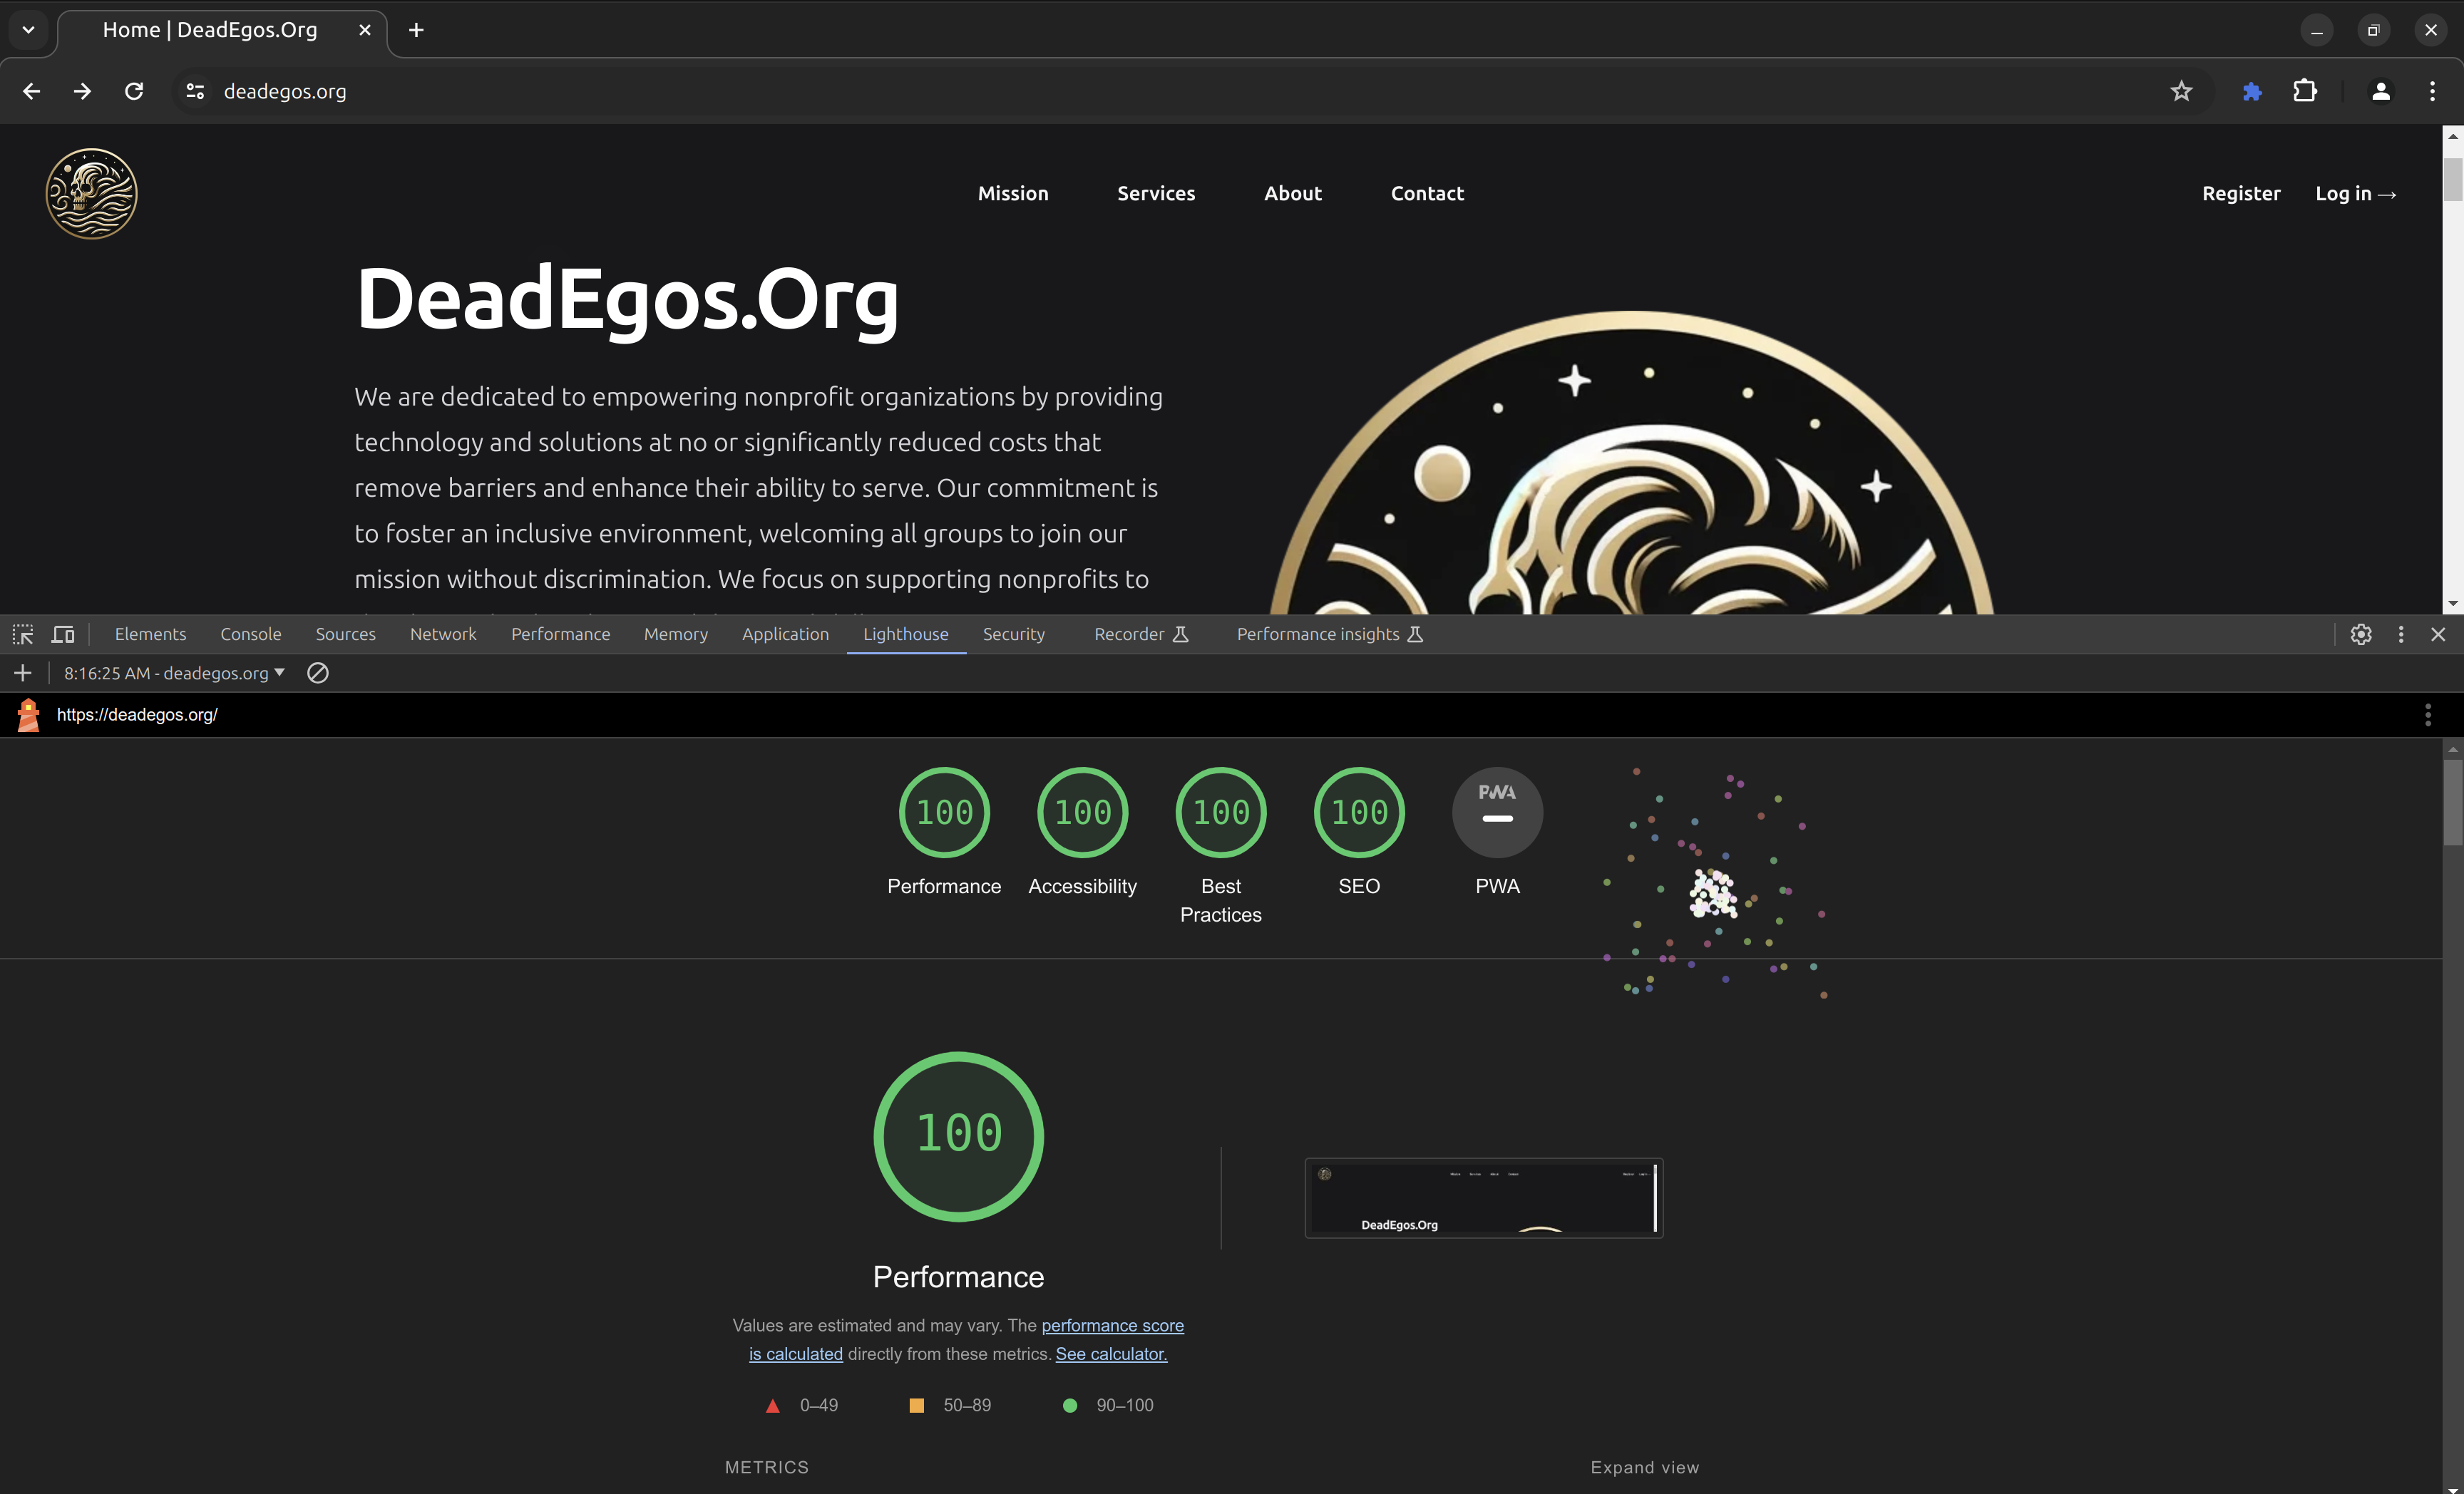 Home | DeadEgos.Org
deadegos.org
Mission Services About Contact Register Log in →
DeadEgos.Org
We are dedicated to empowering nonprofit organizations by providing
technology and solutions at no or significantly reduced costs that
remove barriers and enhance their ability to serve. Our commitment is
to foster an inclusive environment, welcoming all groups to join our
mission without discrimination. We focus on supporting nonprofits to
Elements Console Sources Network Performance Memory Application Lighthouse Security Recorder Performance insights
8:16:25 AM - deadegos.org
https://deadegos.org/
100 100 100 100 PWA
Performance Accessibility Best Practices SEO PWA
100
DeadEgos.Org
Performance
Values are estimated and may vary. The performance score
is calculated directly from these metrics. See calculator.
0–49 50–89 90–100
METRICS Expand view